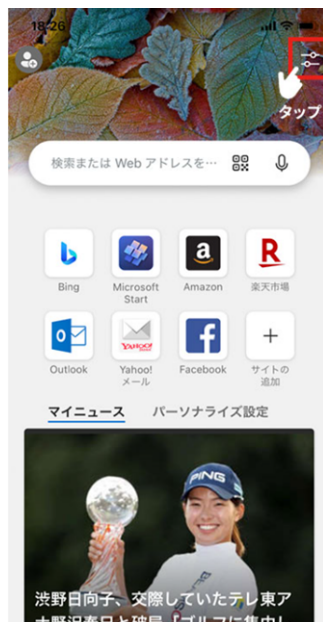 18:26
タップ
検索または Web アドレスを…
Bing
Microsoft
Start
a
Amazon
R
楽天市場
Outlook
YAHOO!
Yahoo!
メール
f
Facebook
サイトの
追加
マイニュース パーソナライズ設定
PING
渋野日向子、交際していたテレ東ア